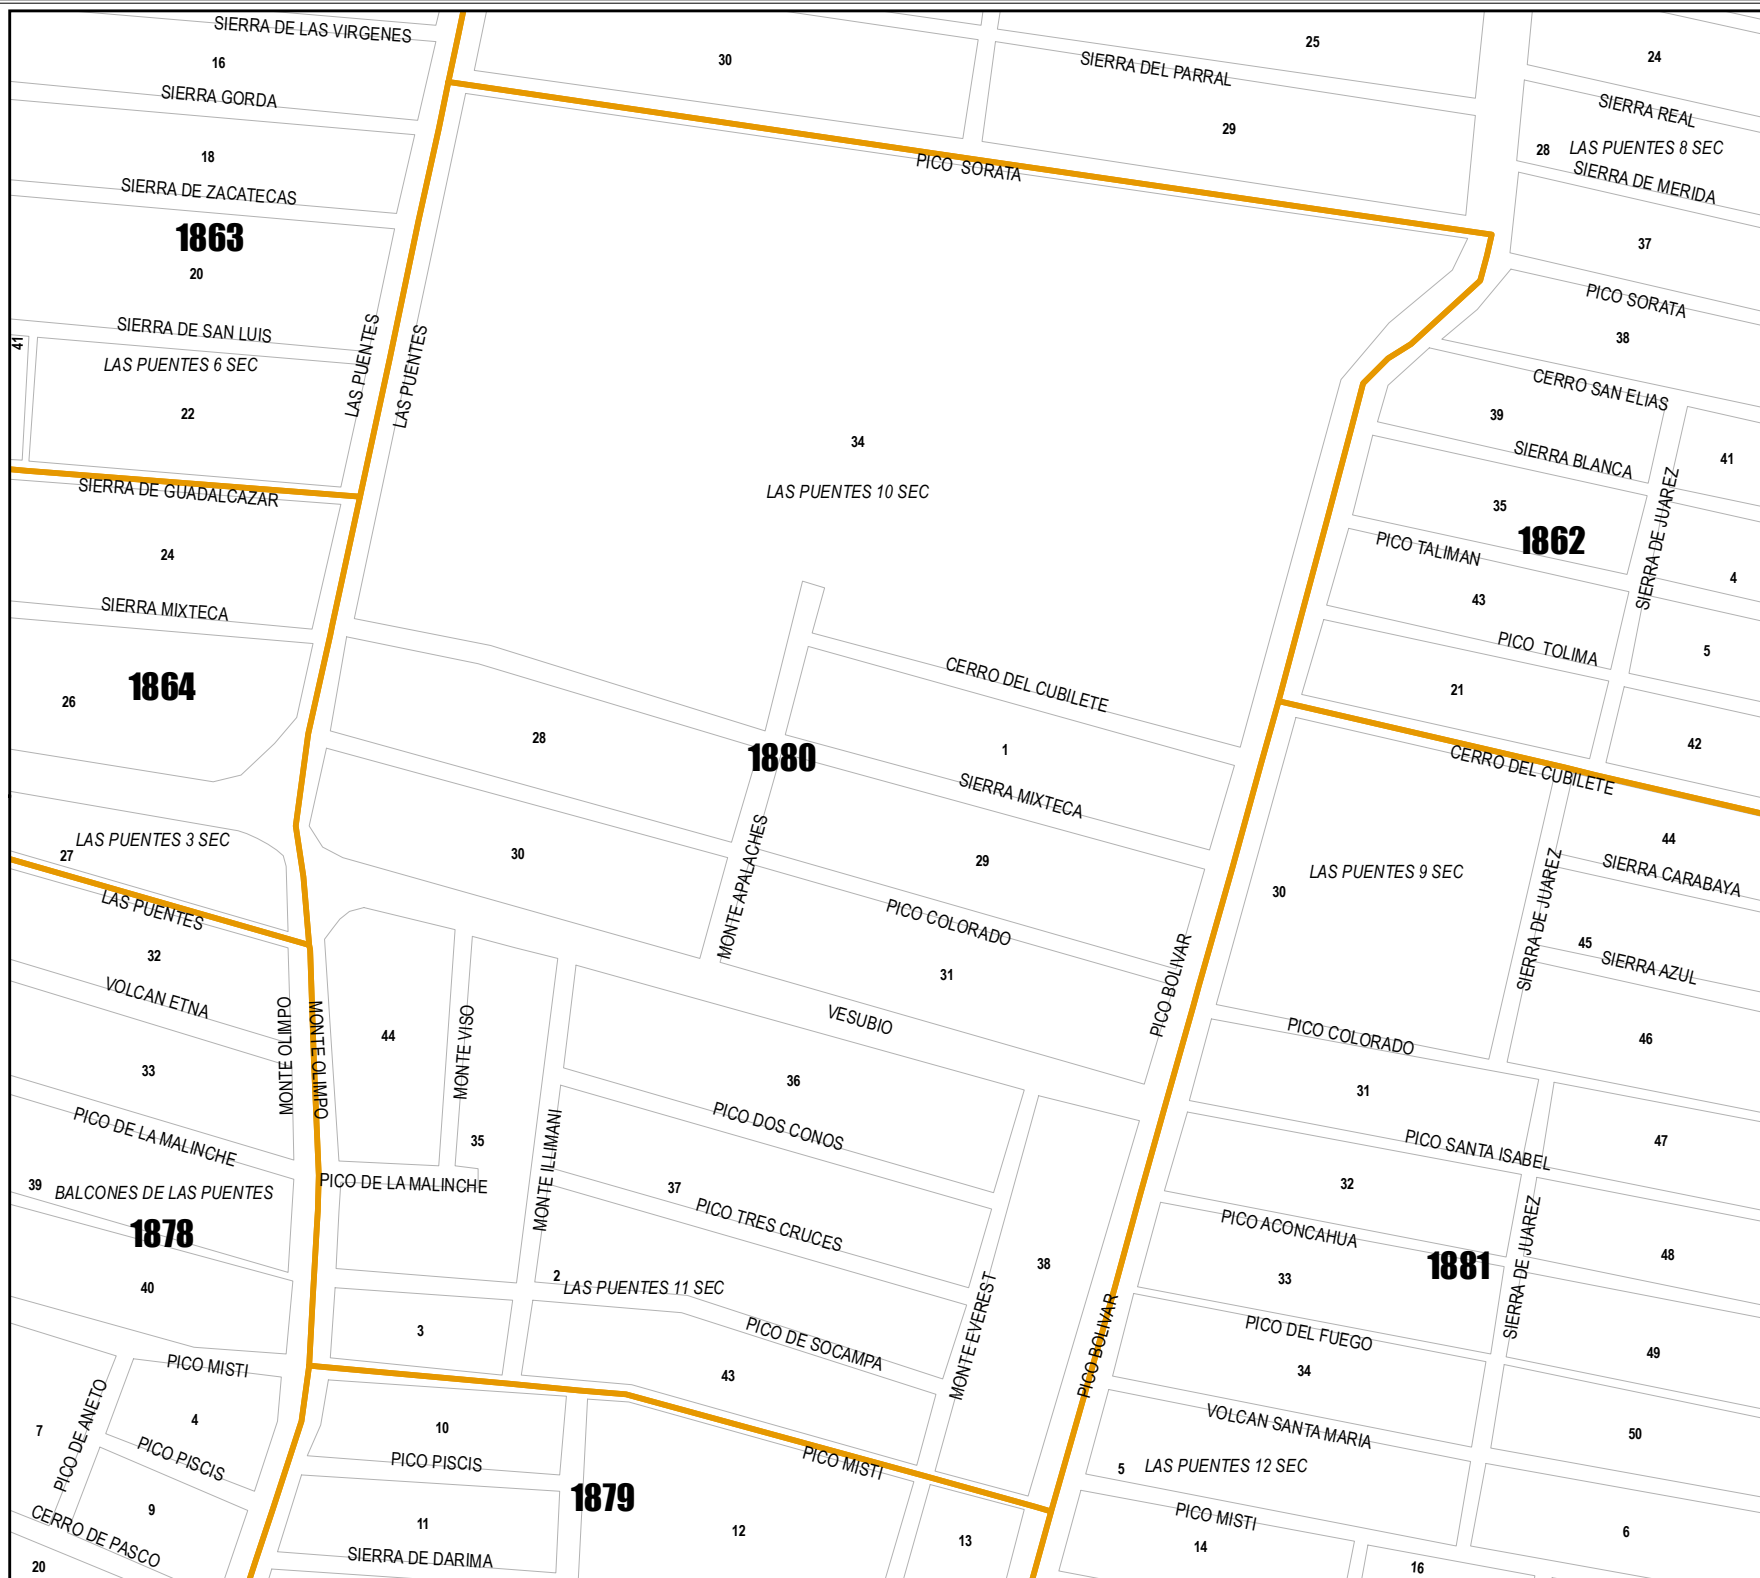 SIERRA DE LAS VIRGENES
16
30
SIERRA DEL PARRAL
25
24
SIERRA GORDA
29
SIERRA REAL
18
PICO SORATA
28
LAS PUENTES 8 SEC
SIERRA DE MERIDA
SIERRA DE ZACATECAS
1863
20
37
PICO SORATA
SIERRA DE SAN LUIS
41
LAS PUENTES 6 SEC
LAS PUENTES
LAS PUENTES
38
CERRO SAN ELIAS
22
34
39
SIERRA BLANCA
41
SIERRA DE GUADALCAZAR
LAS PUENTES 10 SEC
35
1862
SIERRA DE JUAREZ
24
PICO TALIMAN
4
SIERRA MIXTECA
43
PICO TOLIMA
5
1864
26
CERRO DEL CUBILETE
21
28
1880
1
42
SIERRA MIXTECA
CERRO DEL CUBILETE
LAS PUENTES 3 SEC
27
30
MONTE APALACHES
29
LAS PUENTES 9 SEC
30
44
SIERRA CARABAYA
SIERRA DE JUAREZ
LAS PUENTES
PICO COLORADO
32
31
PICO BOLIVAR
45
SIERRA AZUL
VOLCAN ETNA
MONTE OLIMPO
MONTE OLIMPO
44
MONTE VISO
VESUBIO
PICO COLORADO
46
33
36
31
PICO DE LA MALINCHE
35
MONTE ILLIMANI
PICO DOS CONOS
PICO SANTA ISABEL
47
39
BALCONES DE LAS PUENTES
PICO DE LA MALINCHE
37
32
1878
PICO TRES CRUCES
PICO ACONCAHUA
SIERRA DE JUAREZ
40
2
LAS PUENTES 11 SEC
38
33
1881
48
3
PICO DE SOCAMPA
MONTE EVEREST
PICO BOLIVAR
PICO DEL FUEGO
49
PICO MISTI
43
34
7
PICO DE ANETO
4
10
VOLCAN SANTA MARIA
50
PICO PISCIS
PICO PISCIS
PICO MISTI
5
LAS PUENTES 12 SEC
9
1879
PICO MISTI
CERRO DE PASCO
11
12
13
6
SIERRA DE DARIMA
14
20
16